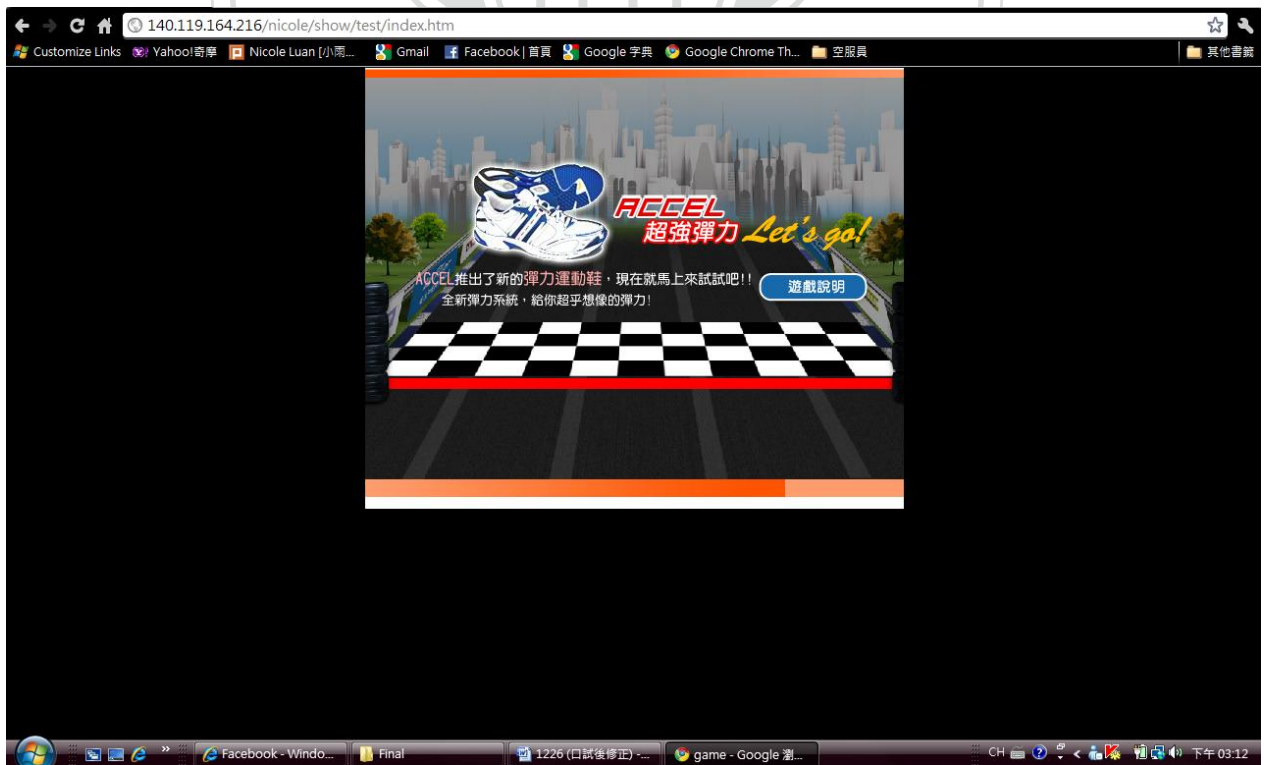 140.119.164.216/nicole/show/test/index.htm
Customize Links Yahoo!奇摩 Nicole Luan [小雨... Gmail Facebook | 首頁 Google 字典 Google Chrome Th... 空服員 其他書籤
ACCEL
超強彈力 Let's go!
ACCEL推出了新的彈力運動鞋，現在就馬上來試試吧!!
遊戲說明
全新彈力系統，給你超乎想像的彈力!
Facebook - Windo... Final 1226 (口試後修正) -... game - Google 瀏... CH 下午 03:12